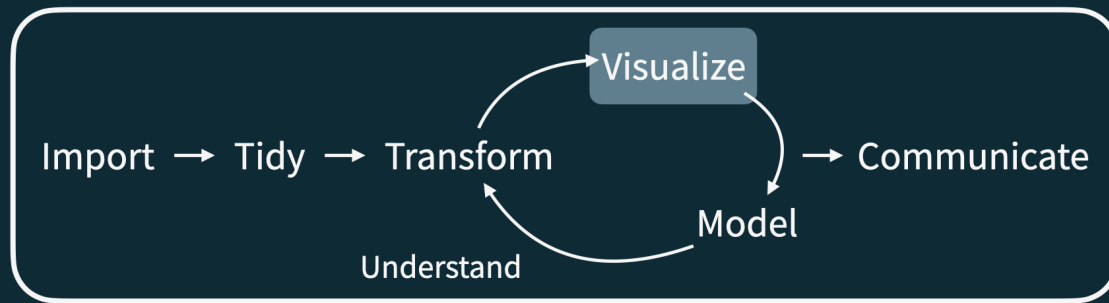 Visualize
Import → Tidy → Transform → Communicate
Model
Understand